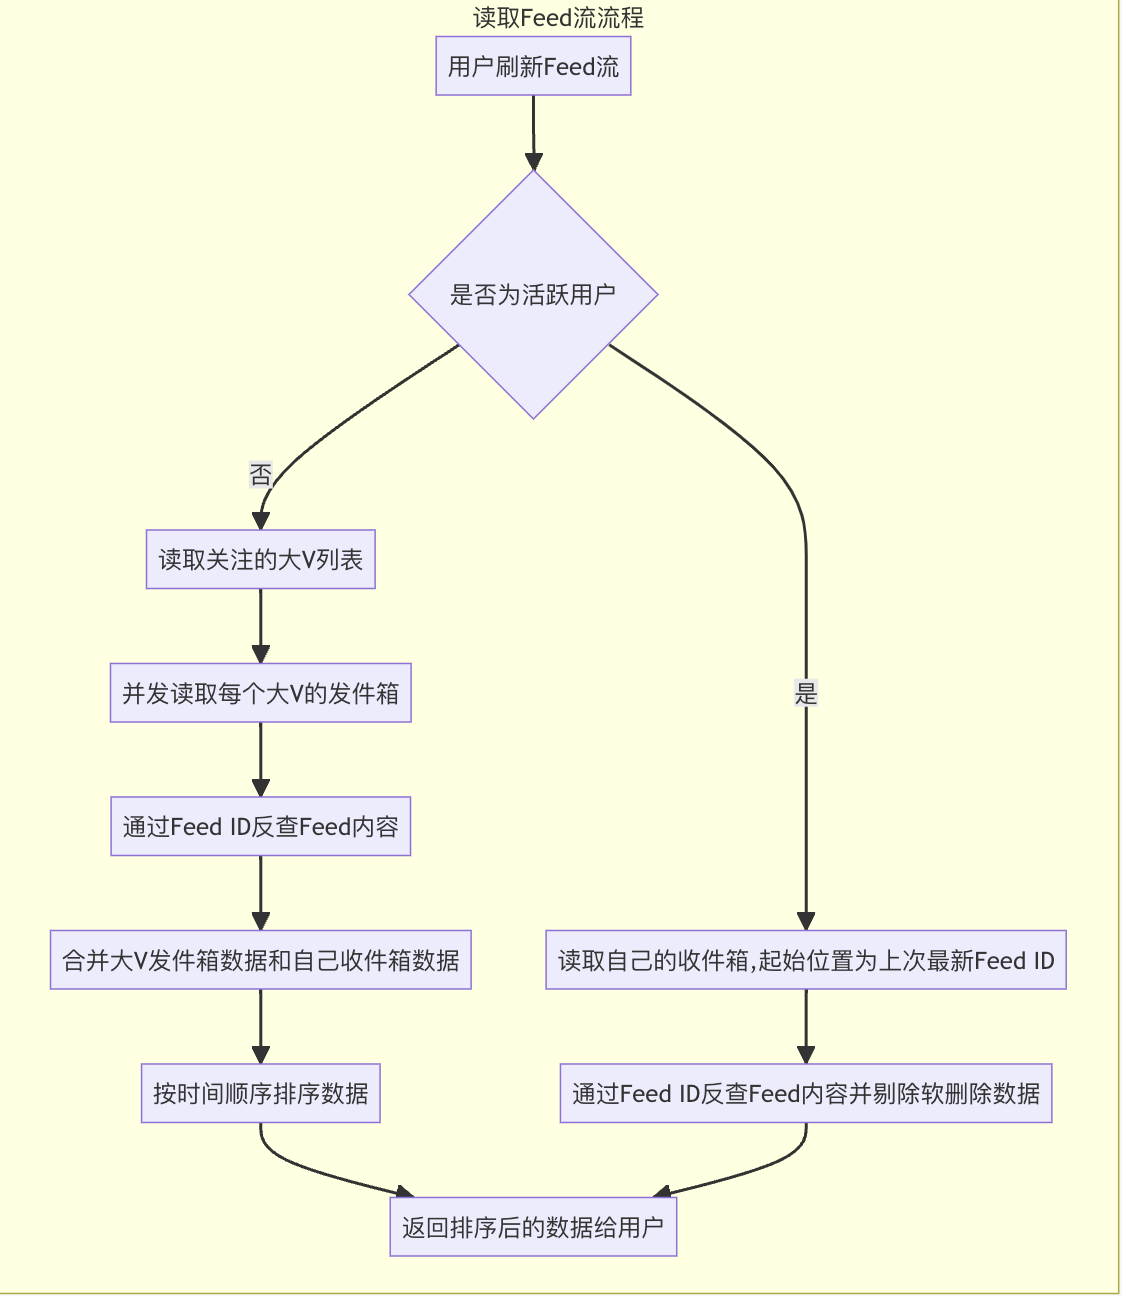 读取Feed流流程
用户刷新Feed流
是否为活跃用户
否
读取关注的大V列表
并发读取每个大V的发件箱
是
通过Feed ID反查Feed内容
合并大V发件箱数据和自己收件箱数据
读取自己的收件箱,起始位置为上次最新Feed ID
按时间顺序排序数据
通过Feed ID反查Feed内容并剔除软删除数据
返回排序后的数据给用户